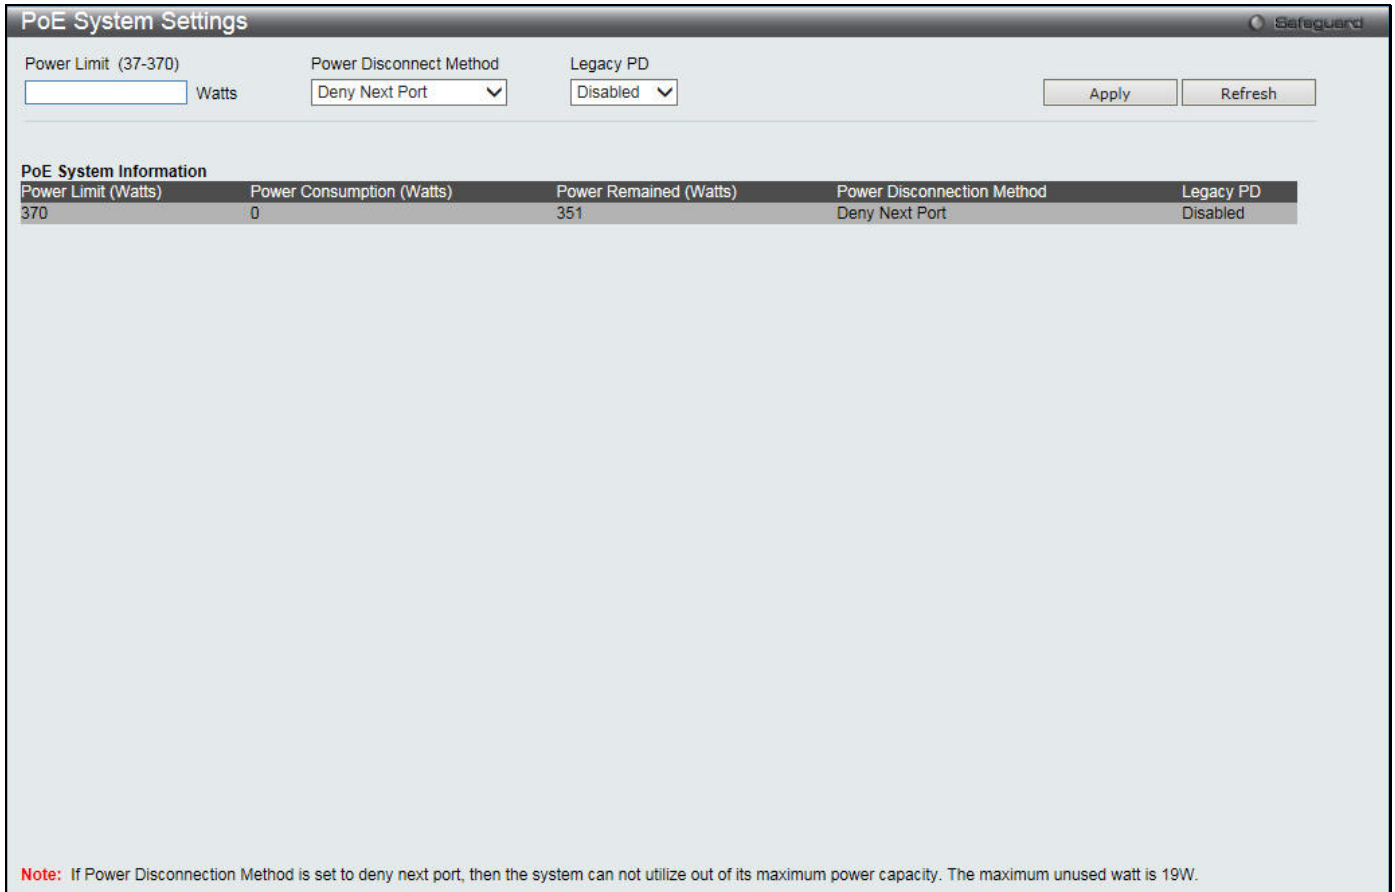 PoE System Settings
Safeguard
Power Limit (37-370) Power Disconnect Method Legacy PD
Watts Deny Next Port Disabled Apply Refresh
PoE System Information
Power Limit (Watts) Power Consumption (Watts) Power Remained (Watts) Power Disconnection Method Legacy PD
370 0 351 Deny Next Port Disabled
Note: If Power Disconnection Method is set to deny next port, then the system can not utilize out of its maximum power capacity. The maximum unused watt is 19W.